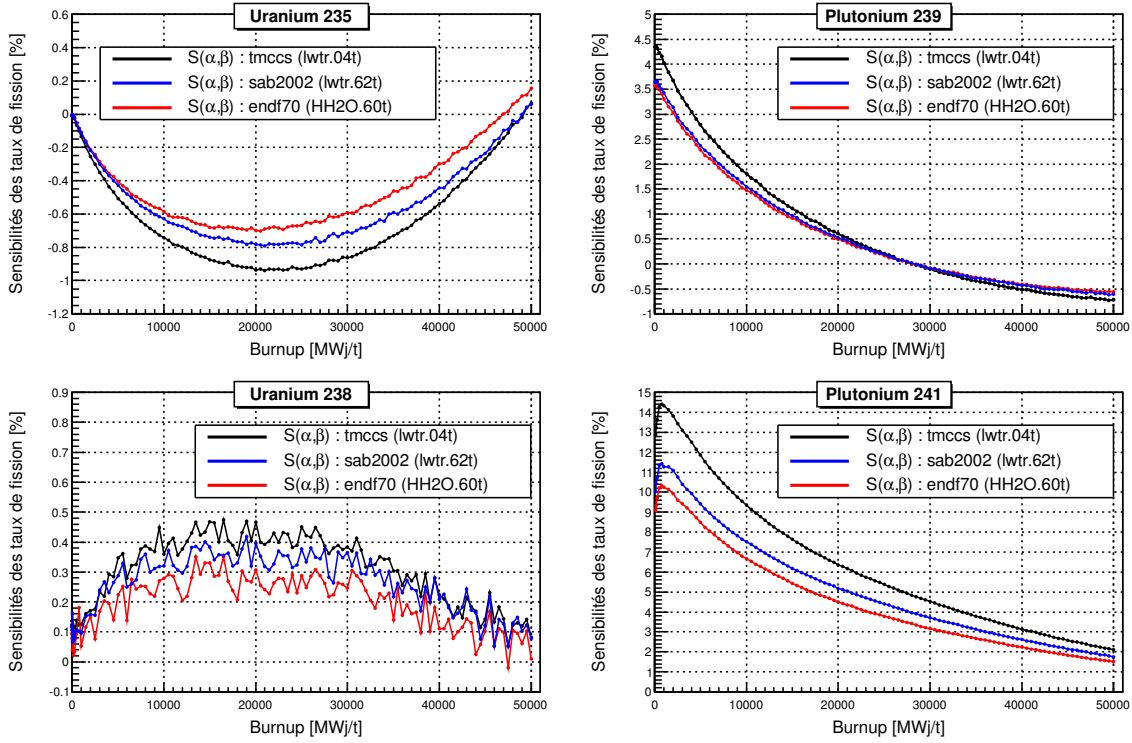 Uranium 235
Sensibilités des taux de fission [%]
0.6
0.4
0.2
0
-0.2
-0.4
-0.6
-0.8
-1
-1.2
S(α,β) : tmccs (lwtr.04t)
S(α,β) : sab2002 (lwtr.62t)
S(α,β) : endf70 (HH2O.60t)
0 10000 20000 30000 40000 50000
Burnup [MWj/t]
Plutonium 239
Sensibilités des taux de fission [%]
5
4.5
4
3.5
3
2.5
2
1.5
1
0.5
0
-0.5
-1
S(α,β) : tmccs (lwtr.04t)
S(α,β) : sab2002 (lwtr.62t)
S(α,β) : endf70 (HH2O.60t)
0 10000 20000 30000 40000 50000
Burnup [MWj/t]
Uranium 238
Sensibilités des taux de fission [%]
0.9
0.8
0.7
0.6
0.5
0.4
0.3
0.2
0.1
0
-0.1
S(α,β) : tmccs (lwtr.04t)
S(α,β) : sab2002 (lwtr.62t)
S(α,β) : endf70 (HH2O.60t)
0 10000 20000 30000 40000 50000
Burnup [MWj/t]
Plutonium 241
Sensibilités des taux de fission [%]
15
14
13
12
11
10
9
8
7
6
5
4
3
2
1
0
S(α,β) : tmccs (lwtr.04t)
S(α,β) : sab2002 (lwtr.62t)
S(α,β) : endf70 (HH2O.60t)
0 10000 20000 30000 40000 50000
Burnup [MWj/t]